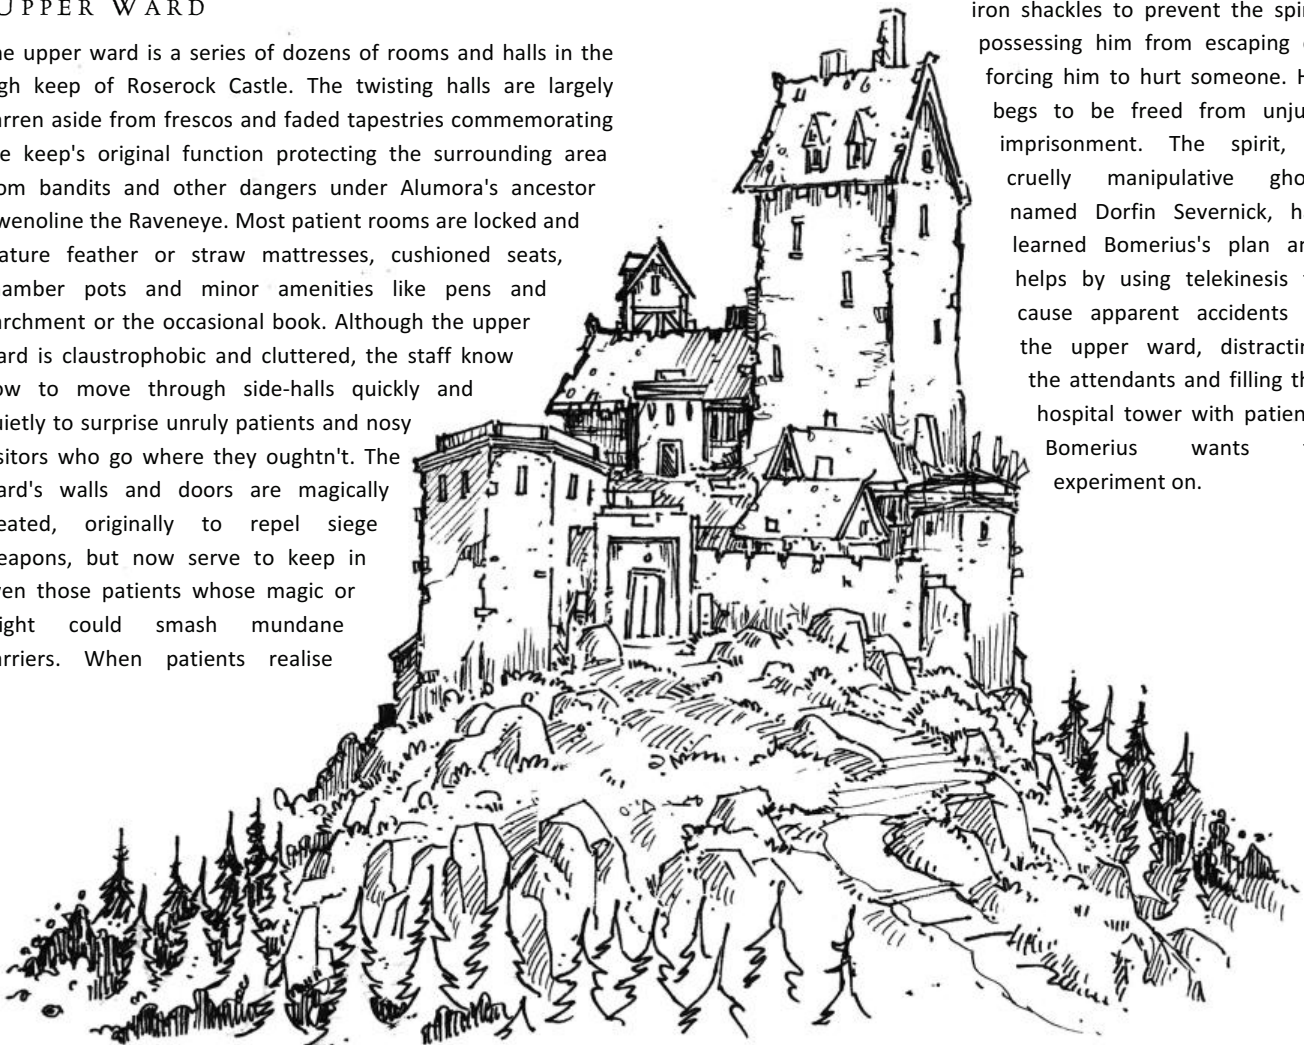 UPPER WARD
he upper ward is a series of dozens of rooms and halls in the
gh keep of Roserock Castle. The twisting halls are largely
arren aside from frescos and faded tapestries commemorating
e keep's original function protecting the surrounding area
om bandits and other dangers under Alumora's ancestor
wenoline the Raveneye. Most patient rooms are locked and
ature feather or straw mattresses, cushioned seats,
amber pots and minor amenities like pens and
archment or the occasional book. Although the upper
ard is claustrophobic and cluttered, the staff know
ow to move through side-halls quickly and
uietly to surprise unruly patients and nosy
sitors who go where they oughtn't. The
ard's walls and doors are magically
eated, originally to repel siege
eapons, but now serve to keep in
ven those patients whose magic or
ight could smash mundane
arriers. When patients realise
iron shackles to prevent the spir
possessing him from escaping
forcing him to hurt someone. H
begs to be freed from unju
imprisonment. The spirit,
cruelly manipulative gho
named Dorfin Severnick, ha
learned Bomerius's plan an
helps by using telekinesis
cause apparent accidents
the upper ward, distractin
the attendants and filling th
hospital tower with patien
Bomerius wants
experiment on.